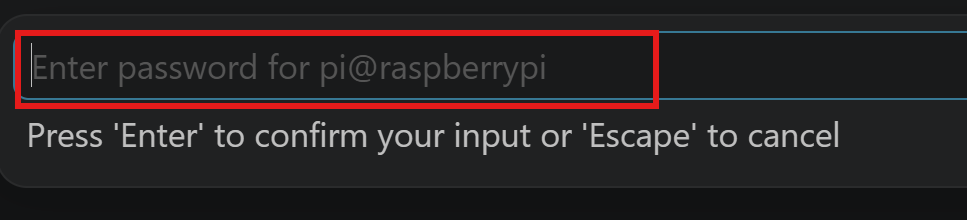 Enter password for pi@raspberrypi
Press 'Enter' to confirm your input or 'Escape' to cancel